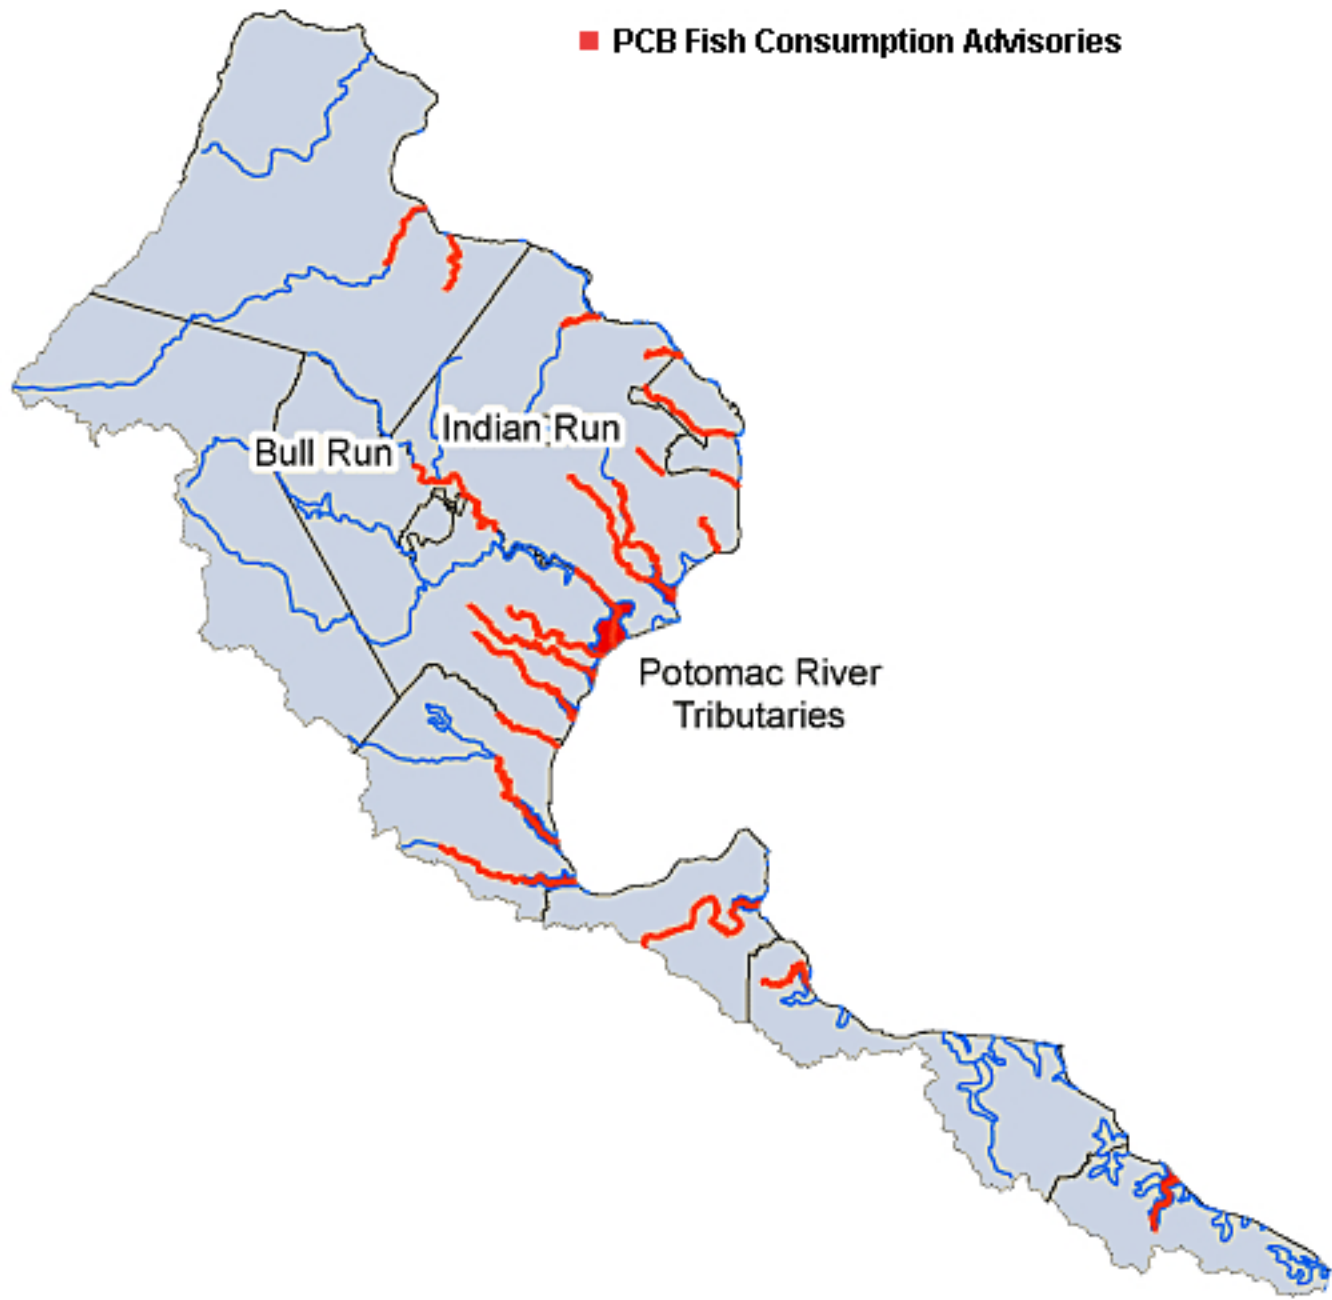 PCB Fish Consumption Advisories
Indian Run
Bull Run
Potomac River
Tributaries